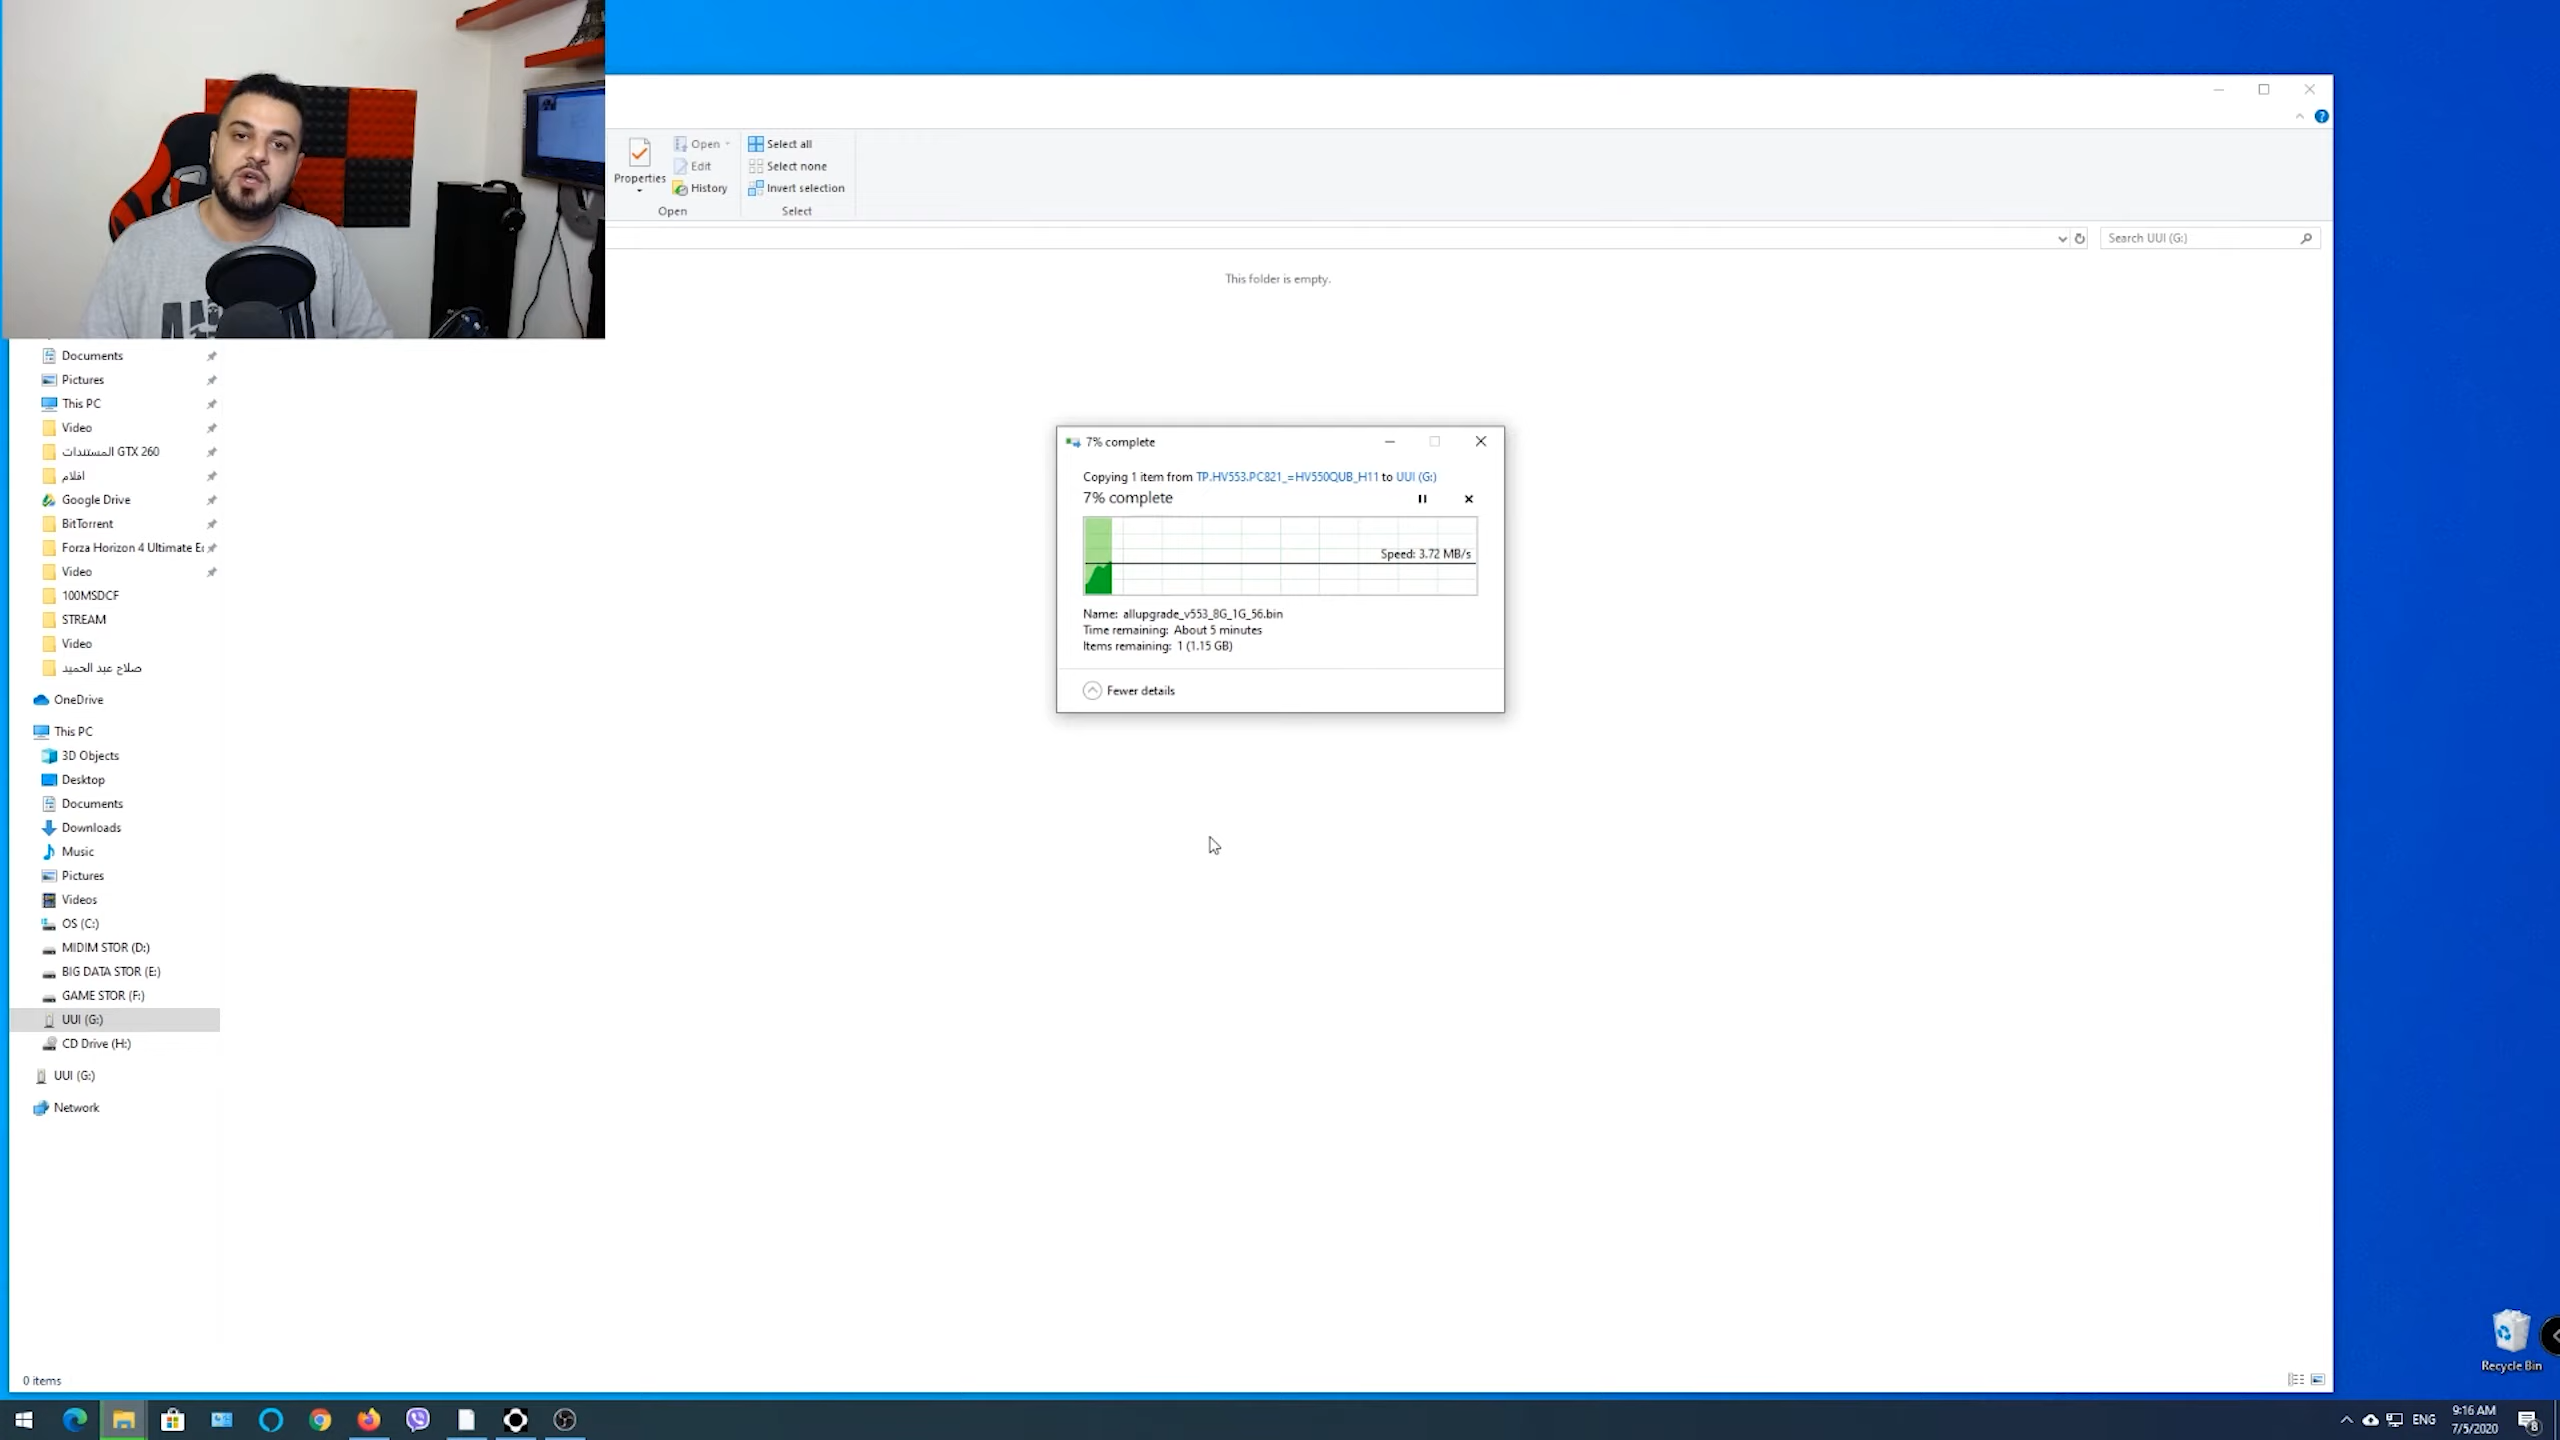 Properties
Open
Edit
History
Open
Select all
Select none
Invert selection
Select
Search UUI (G:)
This folder is empty.
Documents
Pictures
This PC
Video
المستندات GTX 260
افلام
Google Drive
BitTorrent
Forza Horizon 4 Ultimate Ec
Video
100MSDCF
STREAM
Video
صلاح عبد الحميد
OneDrive
This PC
3D Objects
Desktop
Documents
Downloads
Music
Pictures
Videos
OS (C:)
MIDIM STOR (D:)
BIG DATA STOR (E:)
GAME STOR (F:)
UUI (G:)
CD Drive (H:)
UUI (G:)
Network
7% complete
Copying 1 item from TP.HV553.PC821_=HV550QUB_H11 to UUI (G:)
7% complete
Speed: 3.72 MB/s
Name: allupgrade_v553_8G_1G_56.bin
Time remaining: About 5 minutes
Items remaining: 1 (1.15 GB)
Fewer details
0 items
Recycle Bin
ENG
9:16 AM
7/5/2020
8